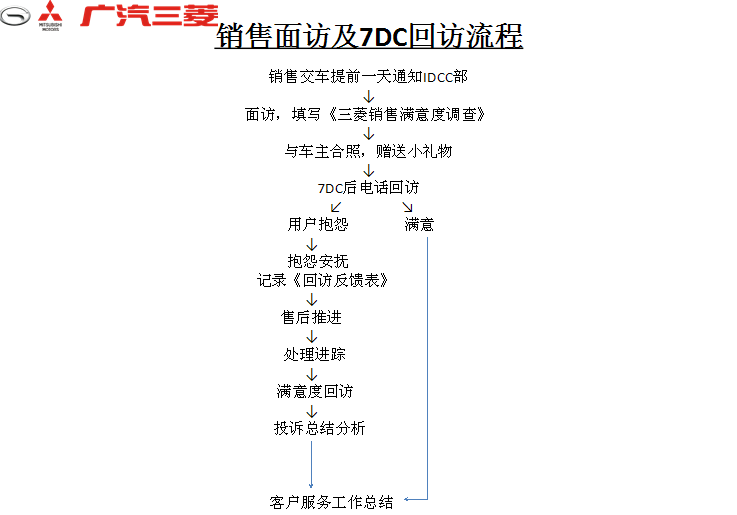 MITSUBISHI
MOTORS
广汽三菱
销售面访及7DC回访流程
销售交车提前一天通知IDCC部
面访，填写《三菱销售满意度调查》
与车主合照，赠送小礼物
7DC后电话回访
用户抱怨 满意
抱怨安抚
记录《回访反馈表》
售后推进
处理进踪
满意度回访
投诉总结分析
客户服务工作总结